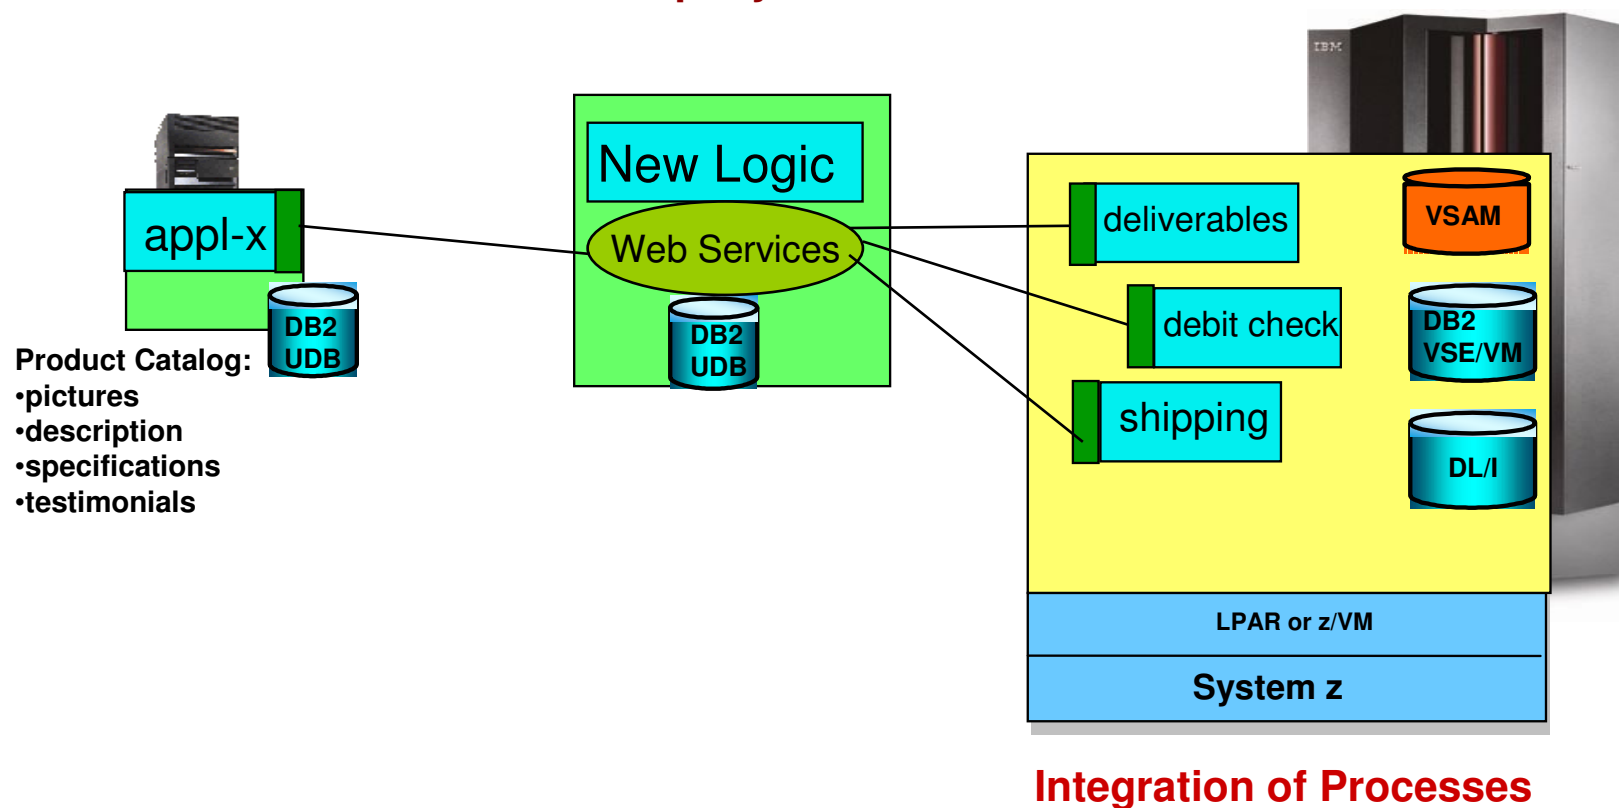 IBM
New Logic
Web Services
DB2
UDB
appl-x
DB2
UDB
Product Catalog:
•pictures
•description
•specifications
•testimonials
deliverables
debit check
shipping
VSAM
DB2
VSE/VM
DL/I
LPAR or z/VM
System z
Integration of Processes